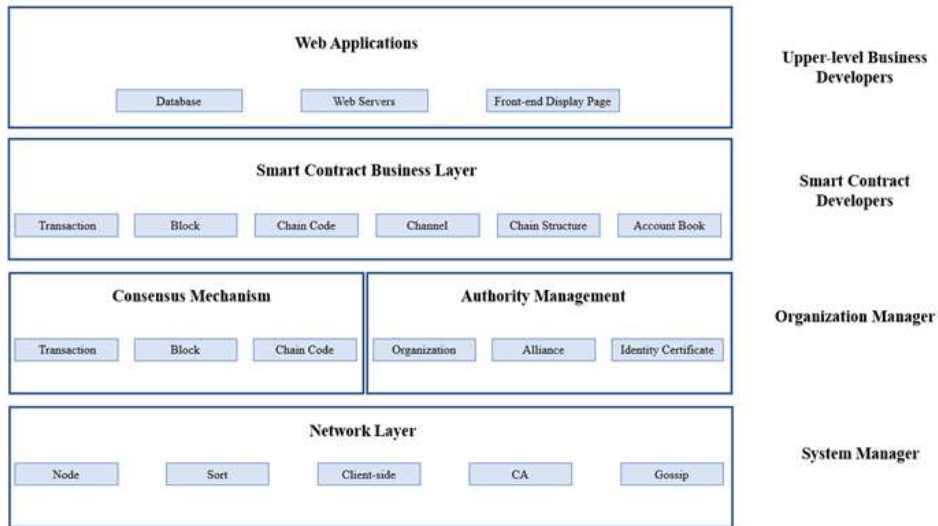 Web Applications
Upper-level Business
Developers
Database Web Servers Front-end Display Page
Smart Contract Business Layer
Smart Contract
Developers
Transaction Block Chain Code Channel Chain Structure Account Book
Consensus Mechanism Authority Management
Organization Manager
Transaction Block Chain Code Organization Alliance Identity Certificate
Network Layer
System Manager
Node Sort Client-side CA Gossip